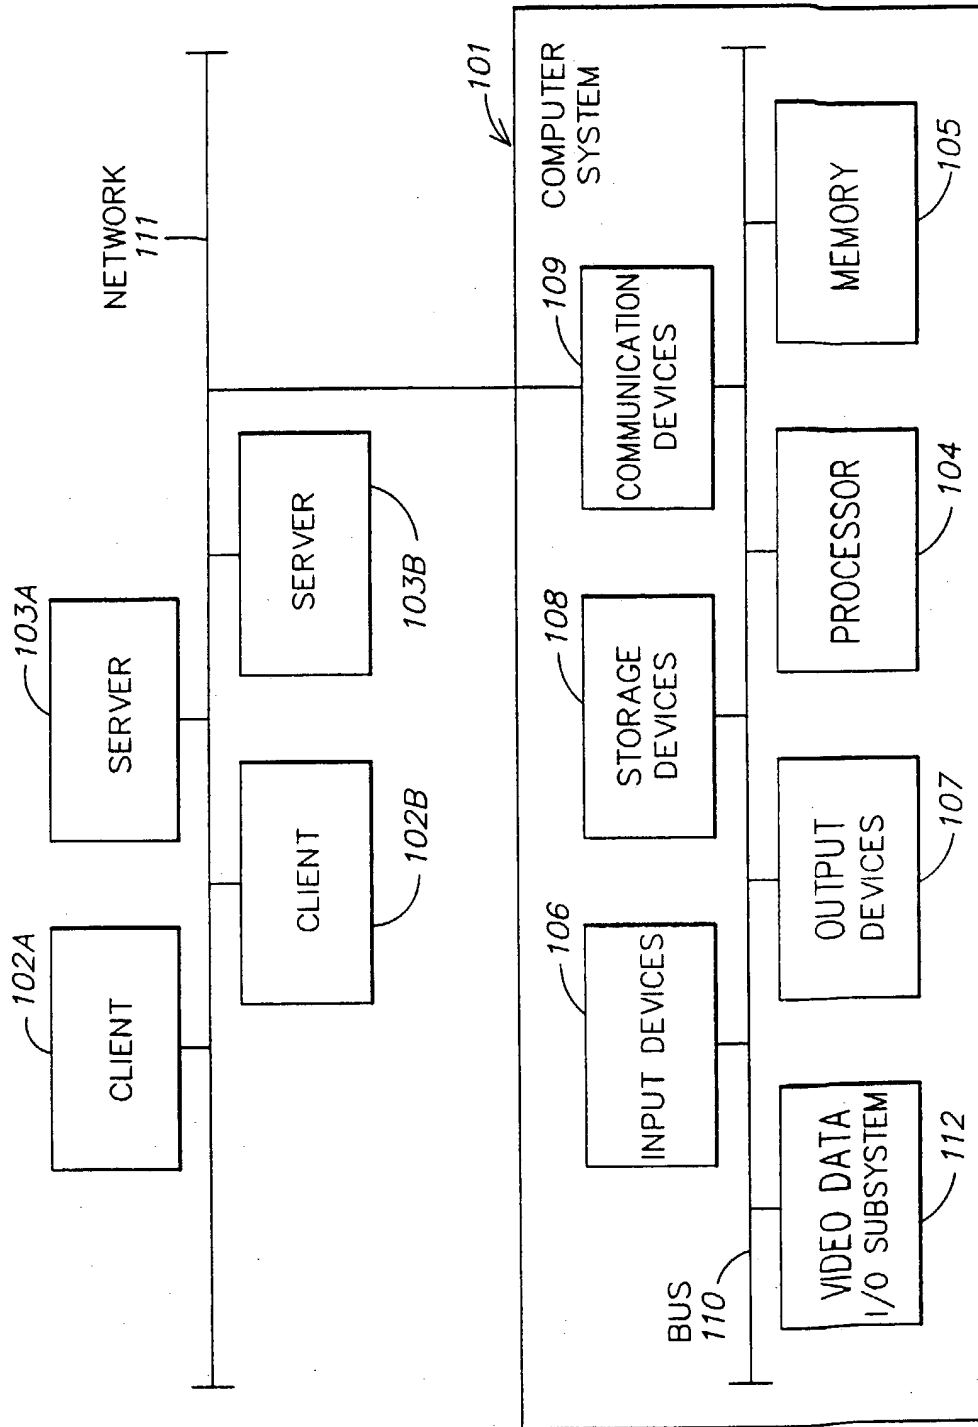 102A
103A
CLIENT
SERVER
NETWORK
111
CLIENT
SERVER
102B
103B
101
106
108
109
COMPUTER
SYSTEM
INPUT DEVICES
STORAGE
DEVICES
COMMUNICATION
DEVICES
BUS
110
VIDEO DATA
I/O SUBSYSTEM
OUTPUT
DEVICES
PROCESSOR
MEMORY
112
107
104
105